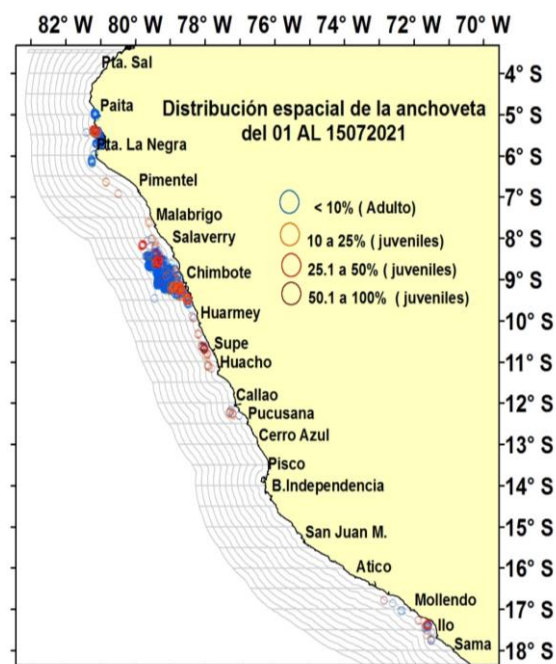 82 W 80 W 78 W 76 W 74 W 72 W 70 W
Pta. Sal
4° S
Paita
5° S
Distribución espacial de la anchoveta
del 01 AL 15072021
Pta. La Negra
6° S
Pimentel
7° S
< 10% ( Adulto)
Malabrigo
10 a 25% ( juveniles)
8° S
Salaverry
25.1 a 50% ( juveniles)
Chimbote
9° S
50.1 a 100% ( juveniles)
Huarmey
10° S
Supe
11° S
Huacho
Callao
12° S
Pucusana
Cerro Azul
13° S
Pisco
14° S
B.Independencia
15° S
San Juan M.
Atico
16° S
Mollendo
17° S
Ilo
Sama
18° S